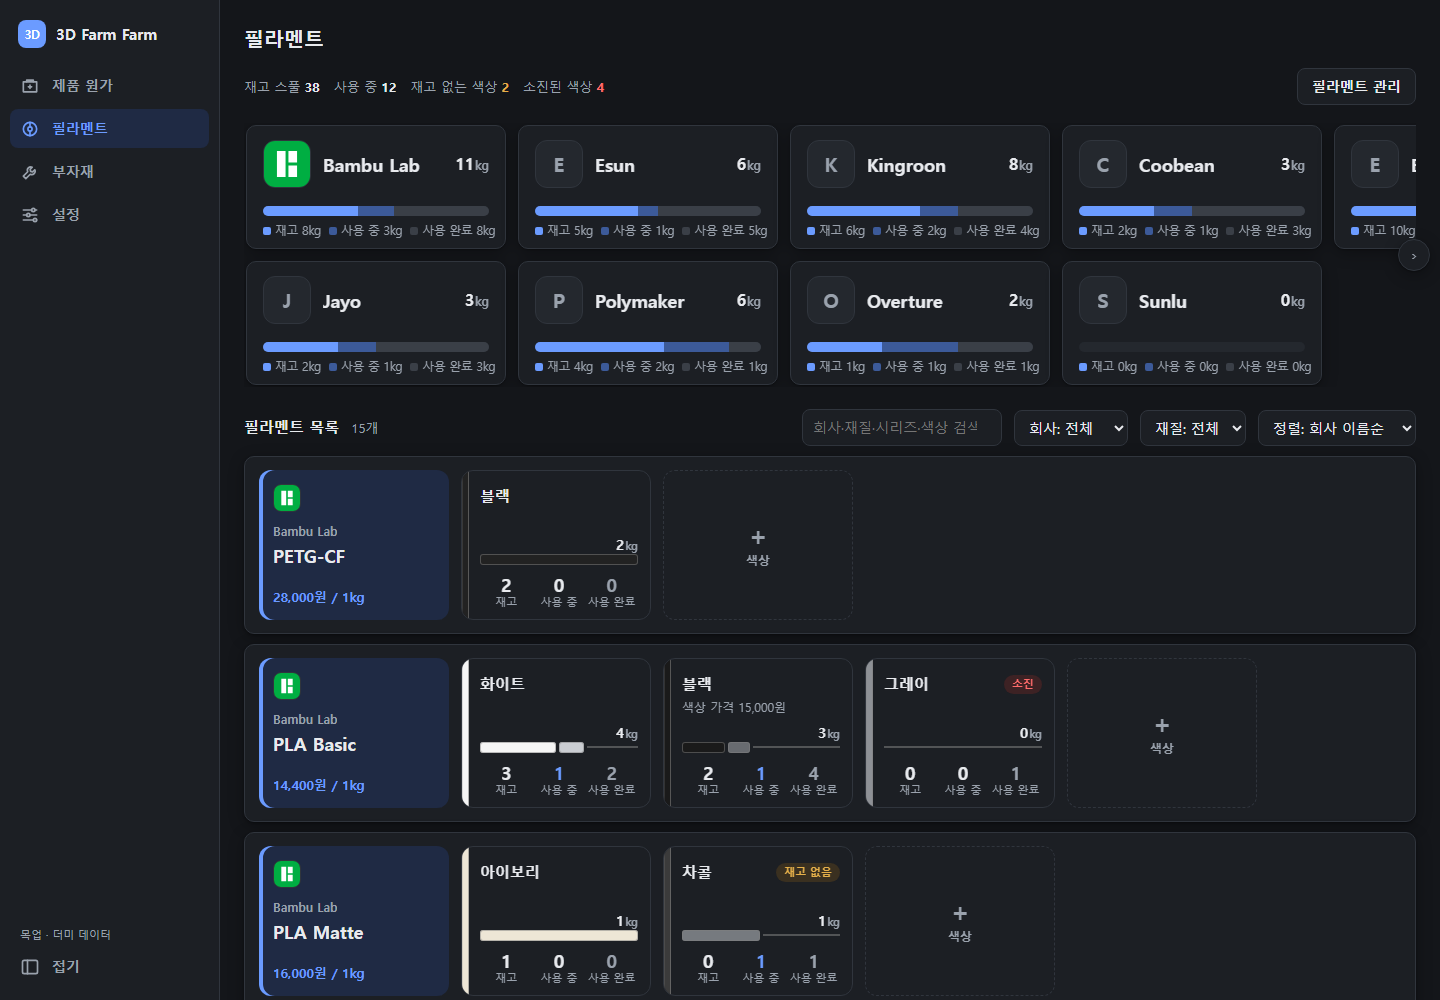 3D 3D Farm Farm
제품 원가
필라멘트
부자재
설정
목업 · 더미 데이터
접기
필라멘트
재고 스풀 38 사용 중 12 재고 없는 색상 2 소진된 색상 4
필라멘트 관리
Bambu Lab 11kg
재고 8kg 사용 중 3kg 사용 완료 8kg
E Esun 6kg
재고 5kg 사용 중 1kg 사용 완료 5kg
K Kingroon 8kg
재고 6kg 사용 중 2kg 사용 완료 4kg
C Coobean 3kg
재고 2kg 사용 중 1kg 사용 완료 3kg
E
재고 10kg
J Jayo 3kg
재고 2kg 사용 중 1kg 사용 완료 3kg
P Polymaker 6kg
재고 4kg 사용 중 2kg 사용 완료 1kg
O Overture 2kg
재고 1kg 사용 중 1kg 사용 완료 1kg
S Sunlu 0kg
재고 0kg 사용 중 0kg 사용 완료 0kg
›
필라멘트 목록 15개
회사·재질·시리즈·색상 검색
회사: 전체
재질: 전체
정렬: 회사 이름순
Bambu Lab
PETG-CF
28,000원 / 1kg
블랙
2kg
2 0 0
재고 사용 중 사용 완료
+
색상
Bambu Lab
PLA Basic
14,400원 / 1kg
화이트
4kg
3 1 2
재고 사용 중 사용 완료
블랙
색상 가격 15,000원
3kg
2 1 4
재고 사용 중 사용 완료
그레이 소진
0kg
0 0 1
재고 사용 중 사용 완료
+
색상
Bambu Lab
PLA Matte
16,000원 / 1kg
아이보리
1kg
1 0 0
재고 사용 중 사용 완료
차콜 재고 없음
1kg
0 1 1
재고 사용 중 사용 완료
+
색상